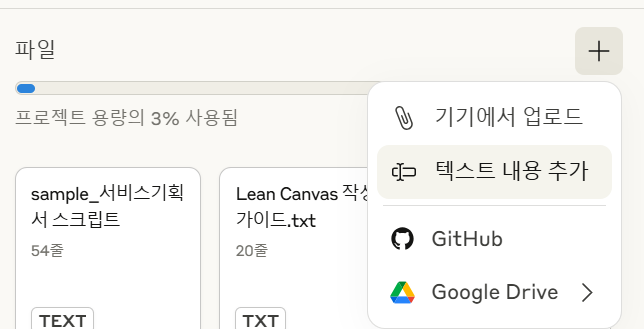 파일
프로젝트 용량의 3% 사용됨
기기에서 업로드
텍스트 내용 추가
GitHub
Google Drive
sample_서비스기획
서 스크립트
54줄
TEXT
Lean Canvas 작성
가이드.txt
20줄
TXT